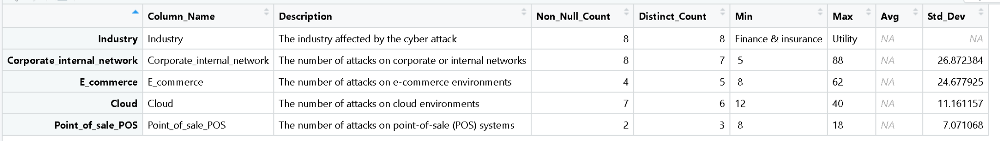 Column_Name Description Non_Null_Count Distinct_Count Min Max Avg Std_Dev
Industry Industry The industry affected by the cyber attack 8 8 Finance & insurance Utility NA NA
Corporate_internal_network Corporate_internal_network The number of attacks on corporate or internal networks 8 7 5 88 NA 26.872384
E_commerce E_commerce The number of attacks on e-commerce environments 4 5 8 62 NA 24.677925
Cloud Cloud The number of attacks on cloud environments 7 6 12 40 NA 11.161157
Point_of_sale_POS Point_of_sale_POS The number of attacks on point-of-sale (POS) systems 2 3 8 18 NA 7.071068